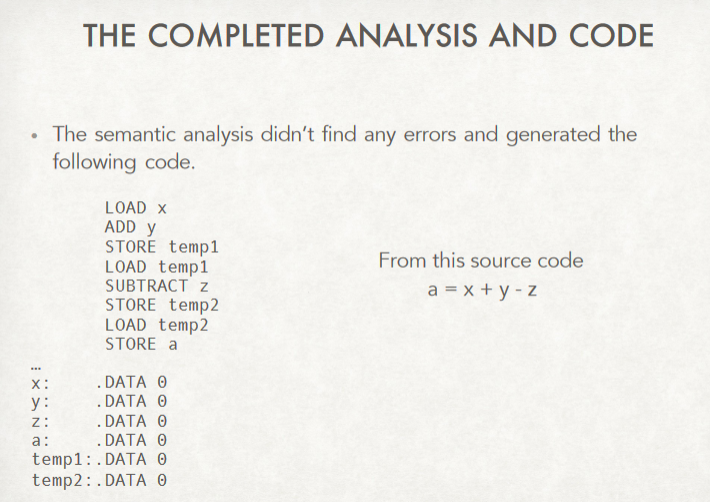 THE COMPLETED ANALYSIS AND CODE
• The semantic analysis didn't find any errors and generated the
following code.
LOAD x
ADD y
STORE temp1
LOAD temp1
SUBTRACT z
STORE temp2
LOAD temp2
STORE a
From this source code
a = x + y - z
…
x: .DATA 0
y: .DATA 0
z: .DATA 0
a: .DATA 0
temp1:.DATA 0
temp2:.DATA 0